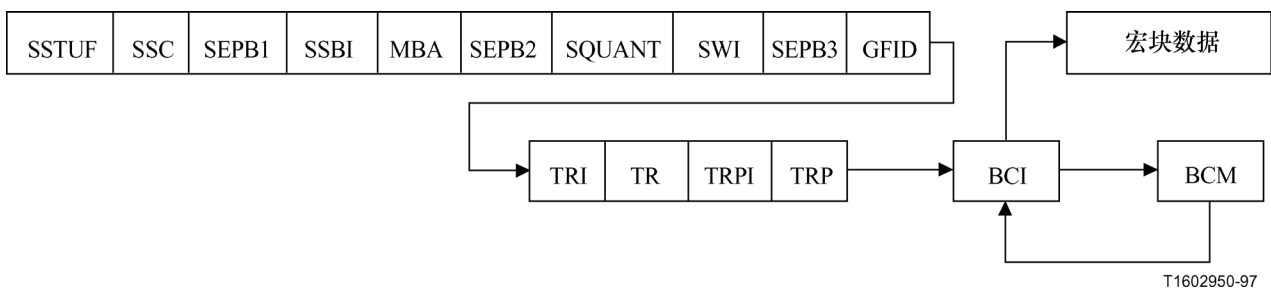 SSTUF SSC SEPB1 SSBI MBA SEPB2 SQUANT SWI SEPB3 GFID
宏块数据
TRI TR TRPI TRP
BCI
BCM
T1602950-97